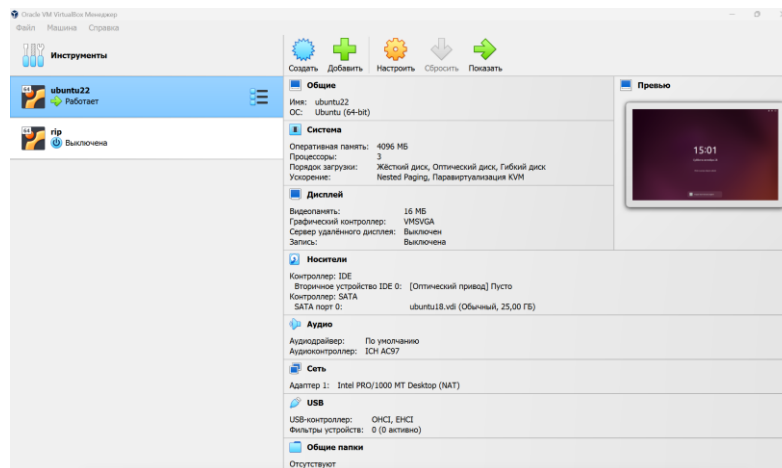 Oracle VM VirtualBox Менеджер
Файл Машина Справка
Инструменты
ubuntu22
Работает
rip
Выключена
Создать Добавить Настроить Сбросить Показать
Общие
Имя: ubuntu22
ОС: Ubuntu (64-bit)
Система
Оперативная память: 4096 МБ
Процессоры: 3
Порядок загрузки: Жёсткий диск, Оптический диск, Гибкий диск
Ускорение: Nested Paging, Паравиртуализация KVM
Дисплей
Видеопамять: 16 МБ
Графический контроллер: VMSVGA
Сервер удалённого дисплея: Выключен
Запись: Выключена
Носители
Контроллер: IDE
Вторичное устройство IDE 0: [Оптический привод] Пусто
Контроллер: SATA
SATA порт 0: ubuntu18.vdi (Обычный, 25,00 ГБ)
Аудио
Аудиодрайвер: По умолчанию
Аудиоконтроллер: ICH AC97
Сеть
Адаптер 1: Intel PRO/1000 MT Desktop (NAT)
USB
USB-контроллер: OHCI, EHCI
Фильтры устройств: 0 (0 активно)
Общие папки
Отсутствуют
Превью
15:01